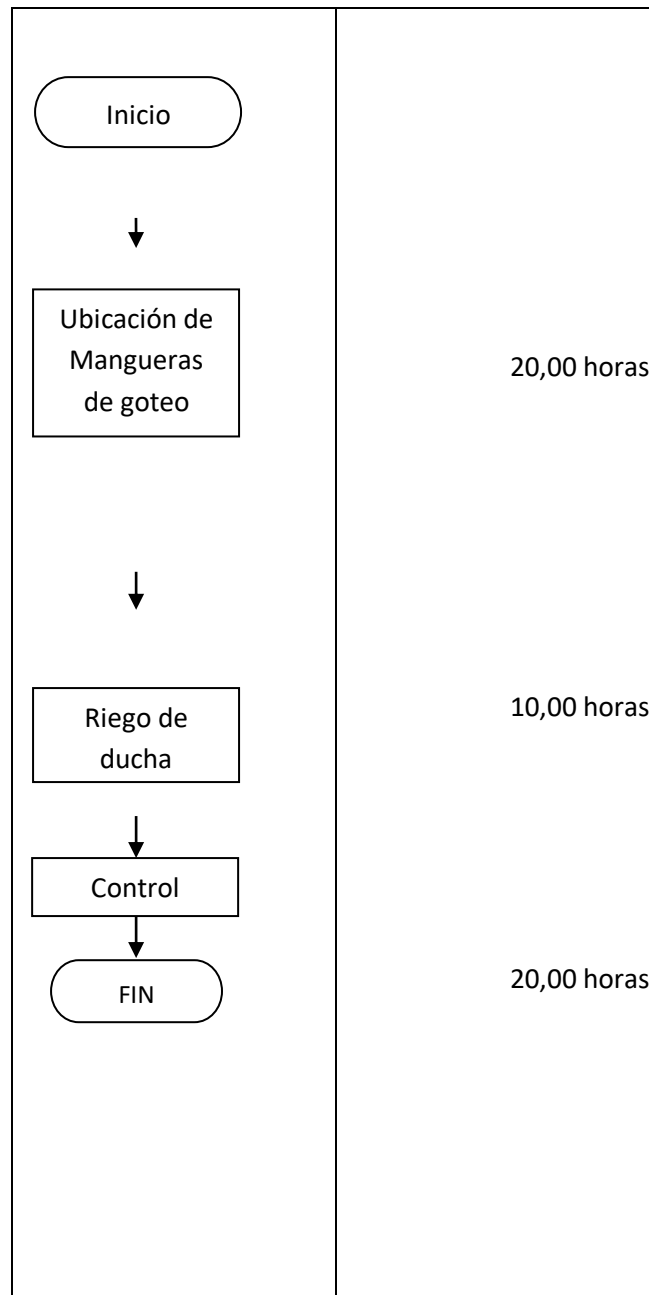 Inicio
Ubicación de
Mangueras
de goteo
20,00 horas
Riego de
ducha
10,00 horas
Control
FIN
20,00 horas